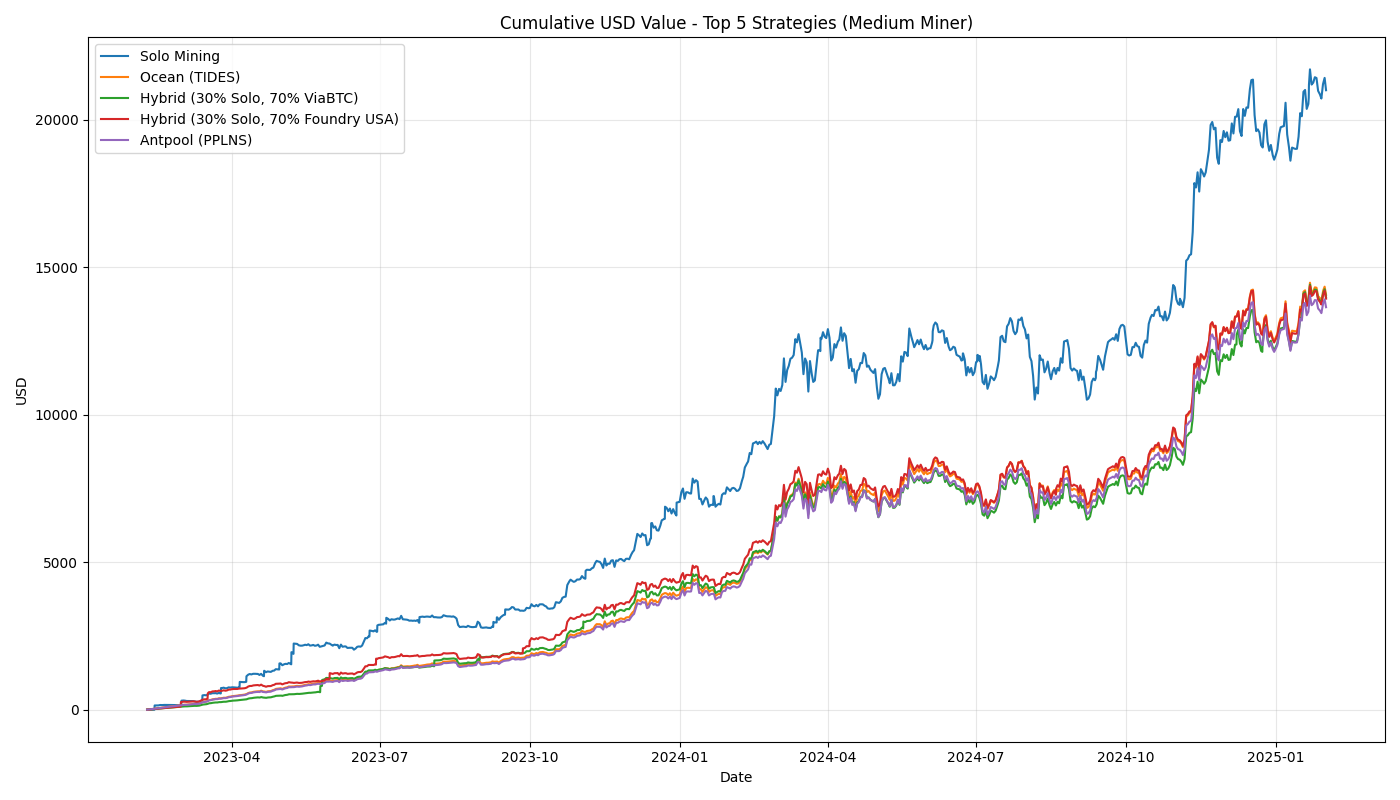 Cumulative USD Value - Top 5 Strategies (Medium Miner)
Solo Mining
Ocean (TIDES)
Hybrid (30% Solo, 70% ViaBTC)
Hybrid (30% Solo, 70% Foundry USA)
Antpool (PPLNS)
USD
20000
15000
10000
5000
0
2023-04
2023-07
2023-10
2024-01
2024-04
2024-07
2024-10
2025-01
Date